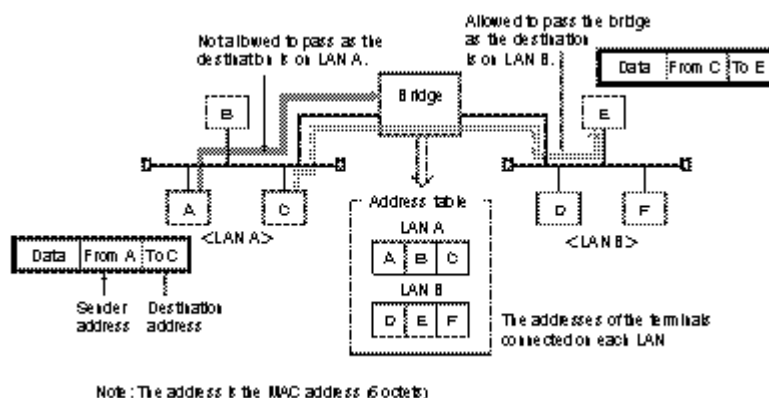 Not allowed to pass as the
destination is on LAN A.
Allowed to pass the bridge
as the destination
is on LAN B.
Data From C To E
Bridge
B
E
A
C
D
F
<LAN A>
<LAN B>
Data From A To C
Sender
address
Destination
address
Address table
LAN A
A B C
LAN B
D E F
The addresses of the terminals
connected on each LAN
Note : The address is the MAC address (6 octets)